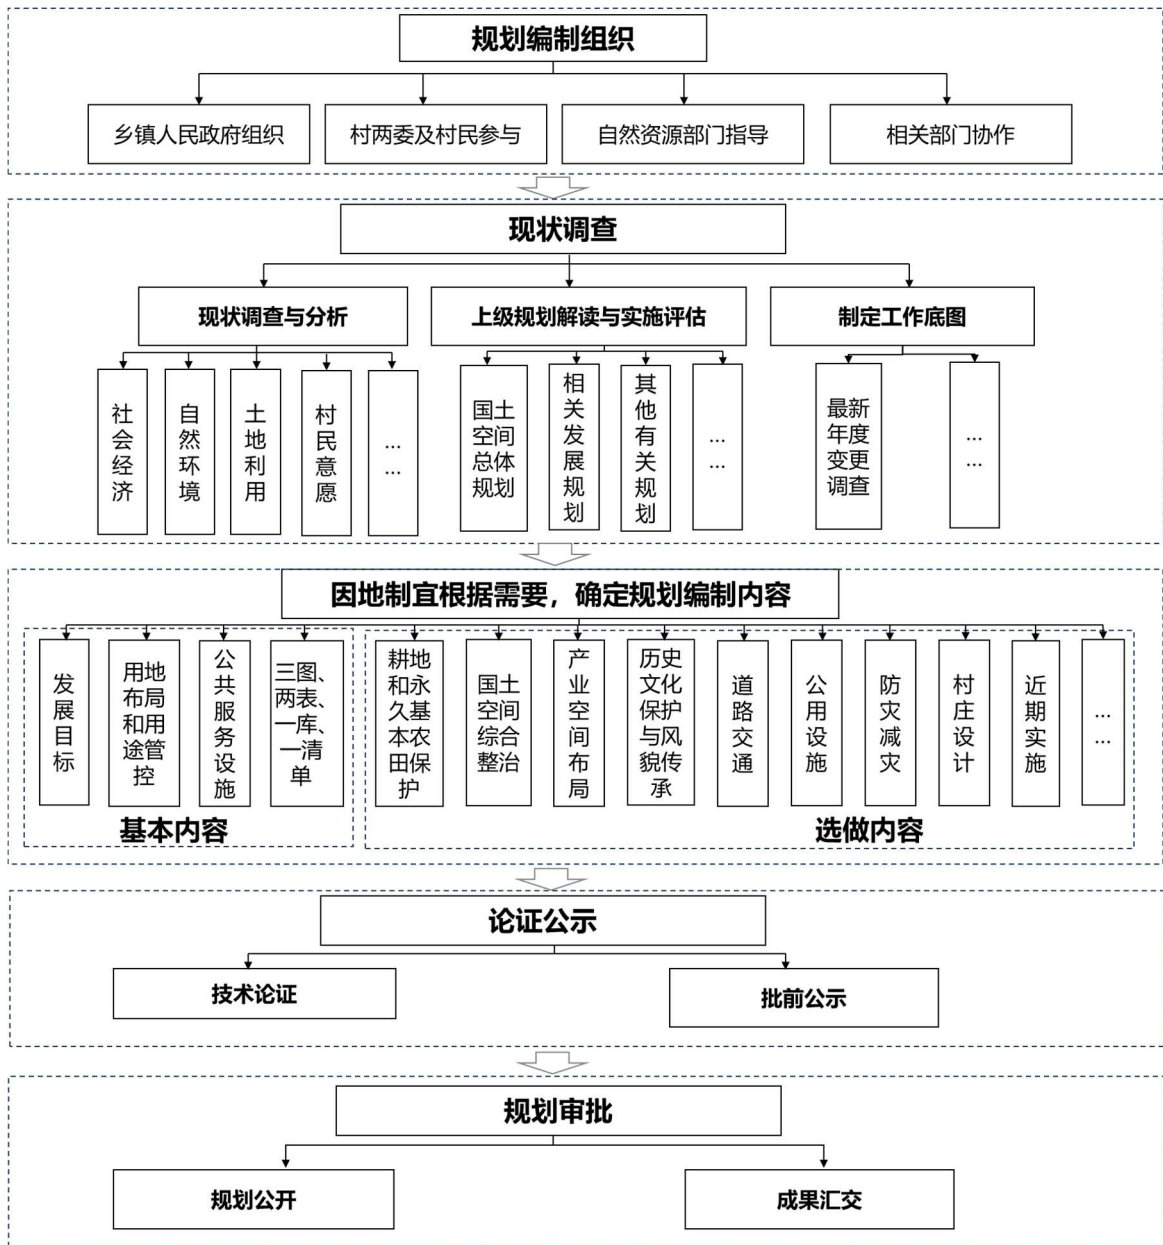 规划编制组织
乡镇人民政府组织
村两委及村民参与
自然资源部门指导
相关部门协作
现状调查
现状调查与分析
上级规划解读与实施评估
制定工作底图
社会经济
自然环境
土地利用
村民意愿
……
国土
空间
总体
规划
相关发展规划
其他有关规划
……
最新
年度
变更
调查
……
因地制宜根据需要，确定规划编制内容
发展目标
用地
布局
和用
途管
控
公共服务设施
三图、
两表、
一库、
一清
单
耕地
和永
久基
本农
田保
护
国土
空间
综合
整治
产业空间布局
历史
文化
保护
与风
貌传
承
道路交通
公用设施
防灾减灾
村庄设计
近期实施
……
基本内容
选做内容
论证公示
技术论证
批前公示
规划审批
规划公开
成果汇交